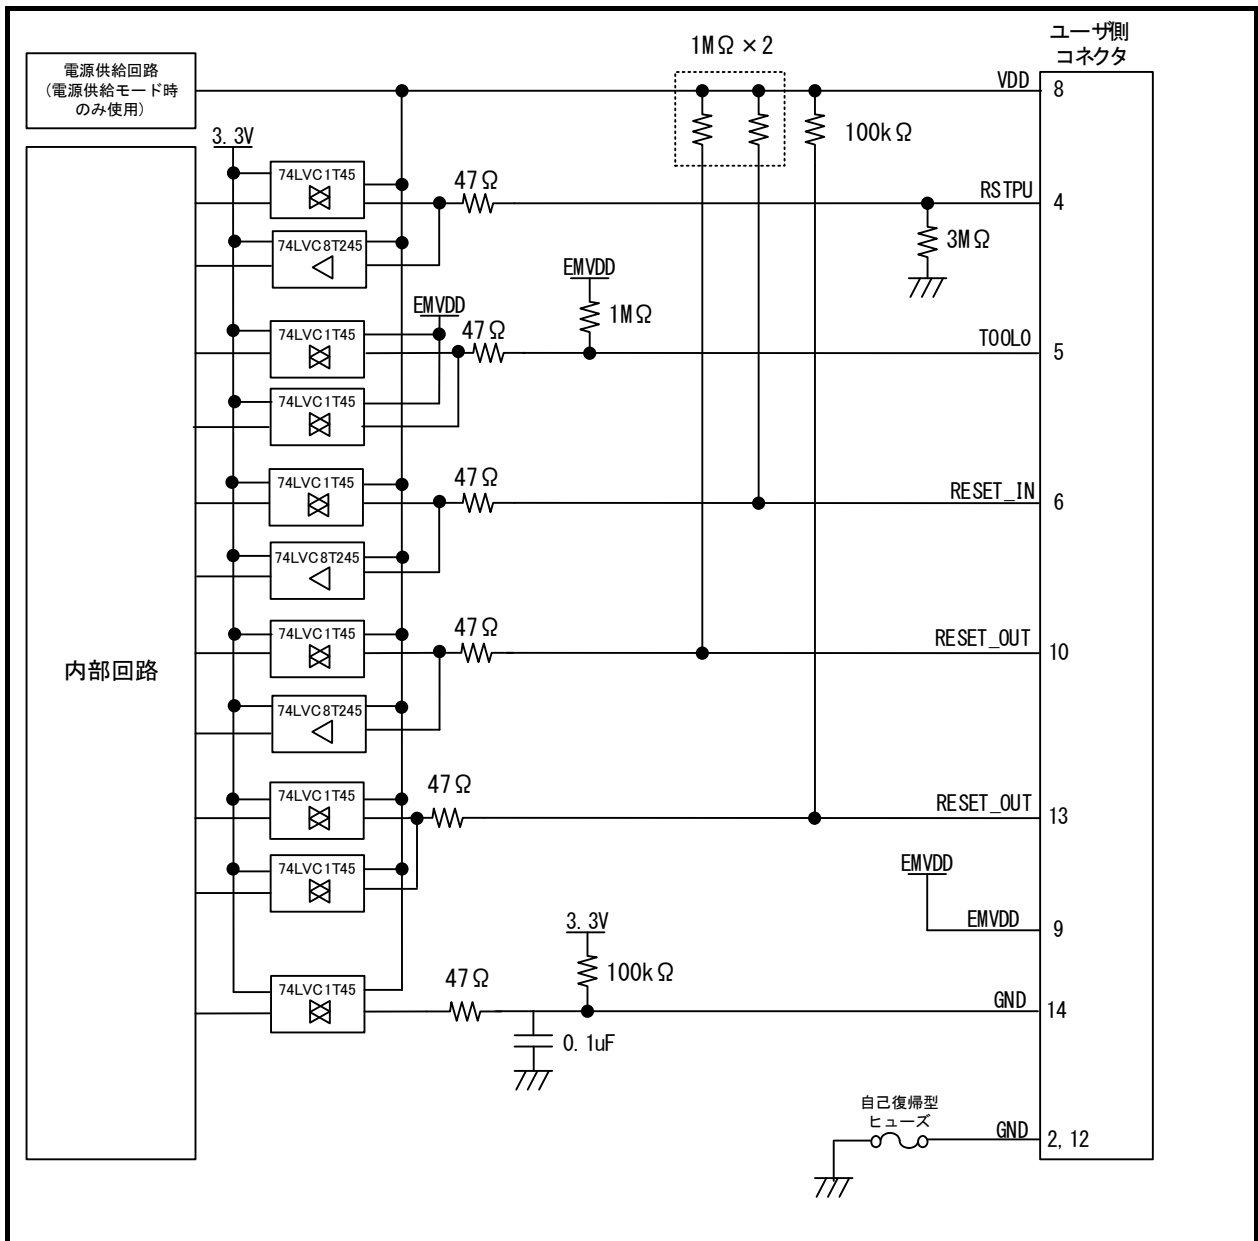 ユーザ側
コネクタ
電源供給回路
(電源供給モード時
のみ使用)
1MΩ×2
VDD
8
100kΩ
3.3V
74LVC1T45
47Ω
RSTPU
4
74LVC8T245
3MΩ
EMVDD
1MΩ
EMVDD
74LVC1T45
47Ω
TOOL0
5
74LVC1T45
74LVC1T45
47Ω
RESET_IN
6
74LVC8T245
74LVC1T45
47Ω
RESET_OUT
10
内部回路
74LVC8T245
74LVC1T45
47Ω
RESET_OUT
13
74LVC1T45
EMVDD
EMVDD
9
3.3V
100kΩ
74LVC1T45
47Ω
GND
14
0.1uF
自己復帰型
ヒューズ
GND
2,12